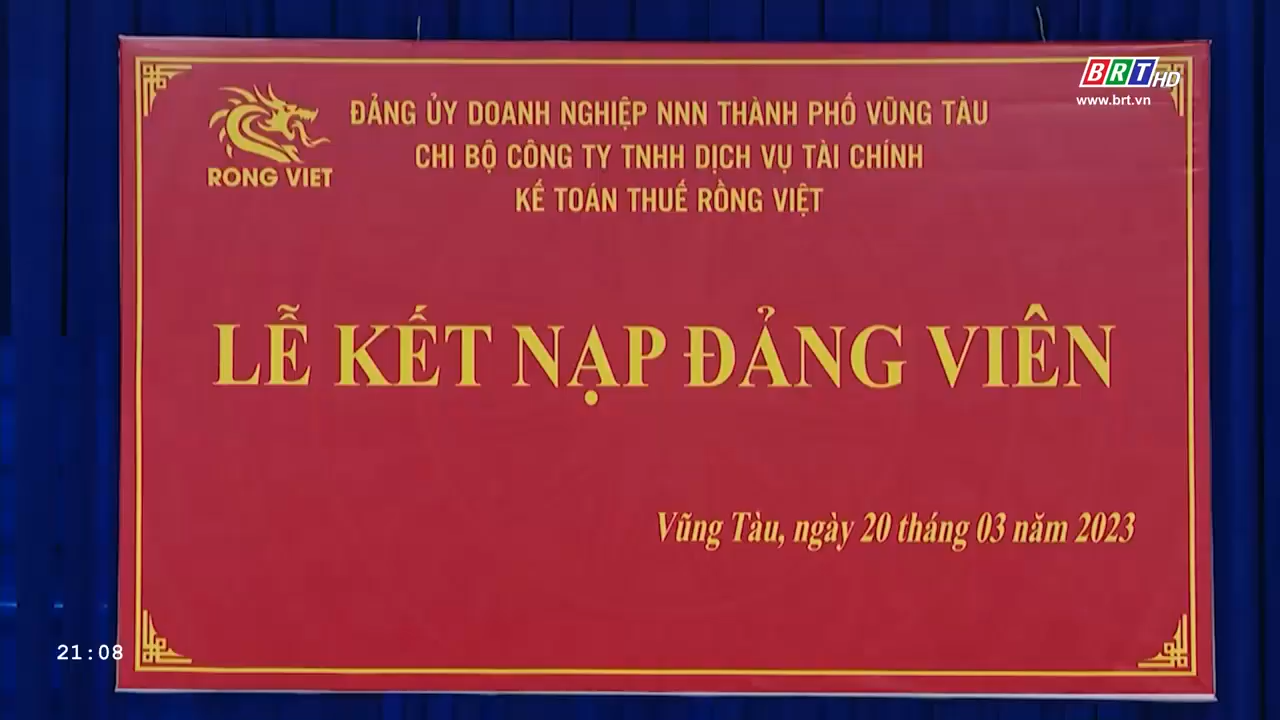 BRT HD
www.brt.vn
RONG VIET
ĐẢNG ỦY DOANH NGHIỆP NNN THÀNH PHỐ VŨNG TÀU
CHI BỘ CÔNG TY TNHH DỊCH VỤ TÀI CHÍNH
KẾ TOÁN THUẾ RỒNG VIỆT
LỄ KẾT NẠP ĐẢNG VIÊN
Vũng Tàu, ngày 20 tháng 03 năm 2023
21:08